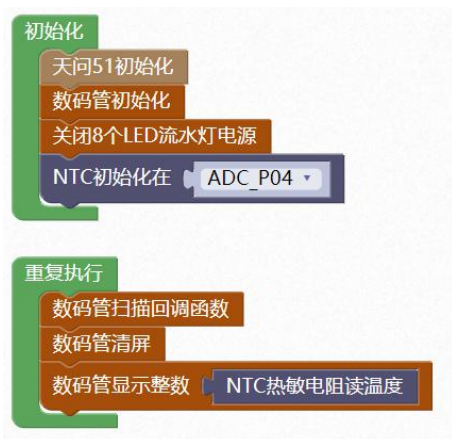 初始化
天问51初始化
数码管初始化
关闭8个LED流水灯电源
NTC初始化在 ADC_P04
重复执行
数码管扫描回调函数
数码管清屏
数码管显示整数 NTC热敏电阻读温度